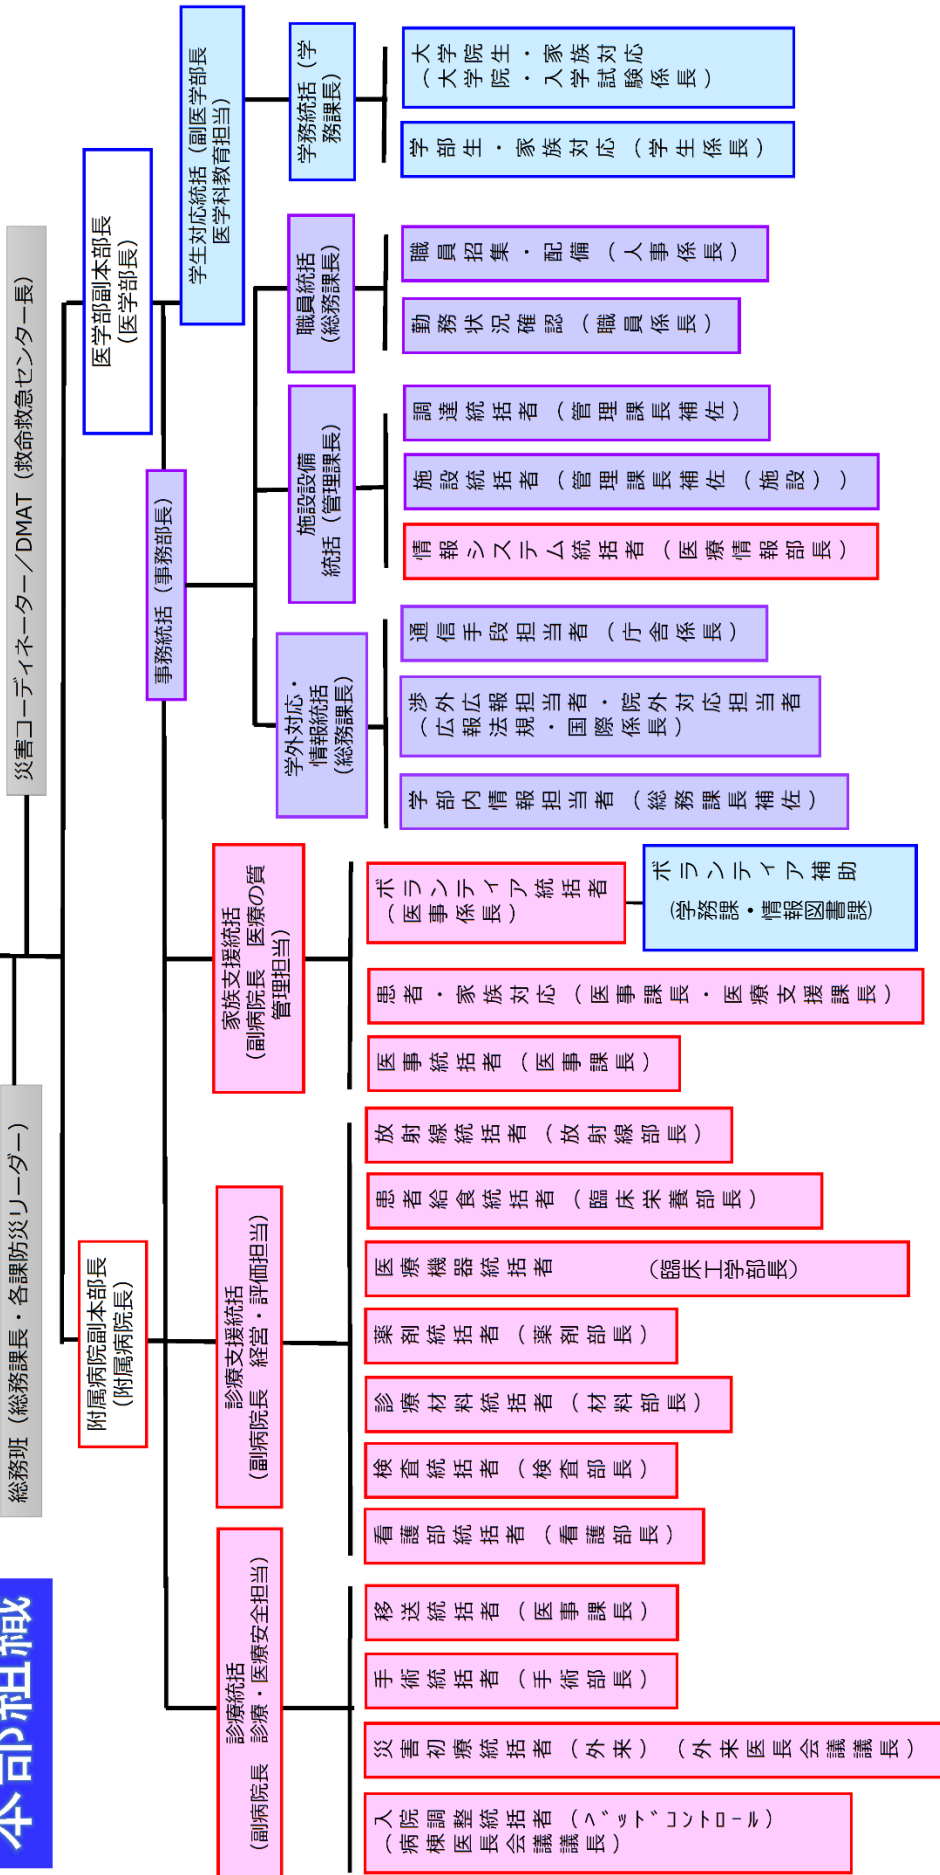 本部組織
総務班（総務課長・各課防災リーダー）
災害コーディネーター/DMAT（救命救急センター長）
附属病院副本部長
（附属病院長）
医学部副本部長
（医学部長）
診療統括
（副病院長　診療・医療安全担当）
入院調整統括者（ベッドコントロール）
（病棟医長会議議長）
災害初療統括者（外来）（外来医長会議議長）
手術統括者（手術部長）
移送統括者（医事課長）
診療支援統括
（副病院長　経営・評価担当）
看護部統括者（看護部長）
検査統括者（検査部長）
診療材料統括者（材料部長）
薬剤統括者（薬剤部長）
医療機器統括者　（臨床工学部長）
患者給食統括者（臨床栄養部長）
放射線統括者（放射線部長）
家族支援統括
（副病院長　医療の質
管理担当）
医事統括者（医事課長）
患者・家族対応（医事課長・医療支援課長）
ボランティア統括者
（医事係長）
ボランティア補助
（学務課・情報図書課）
事務統括（事務部長）
学外対応・
情報統括
（総務課長）
学部内情報担当者（総務課長補佐）
渉外広報担当者・院外対応担当者
（広報法規・国際係長）
通信手段担当者（庁舎係長）
施設設備
統括（管理課長）
情報システム統括者（医療情報部長）
施設統括者（管理課長補佐（施設））
調達統括者（管理課長補佐）
職員統括
（総務課長）
勤務状況確認（職員係長）
職員招集・配備（人事係長）
学生対応統括（副医学部長
医学科教育担当）
学務統括（学
務課長）
学部生・家族対応（学生係長）
大学院生・家族対応
（大学院・入学試験係長）